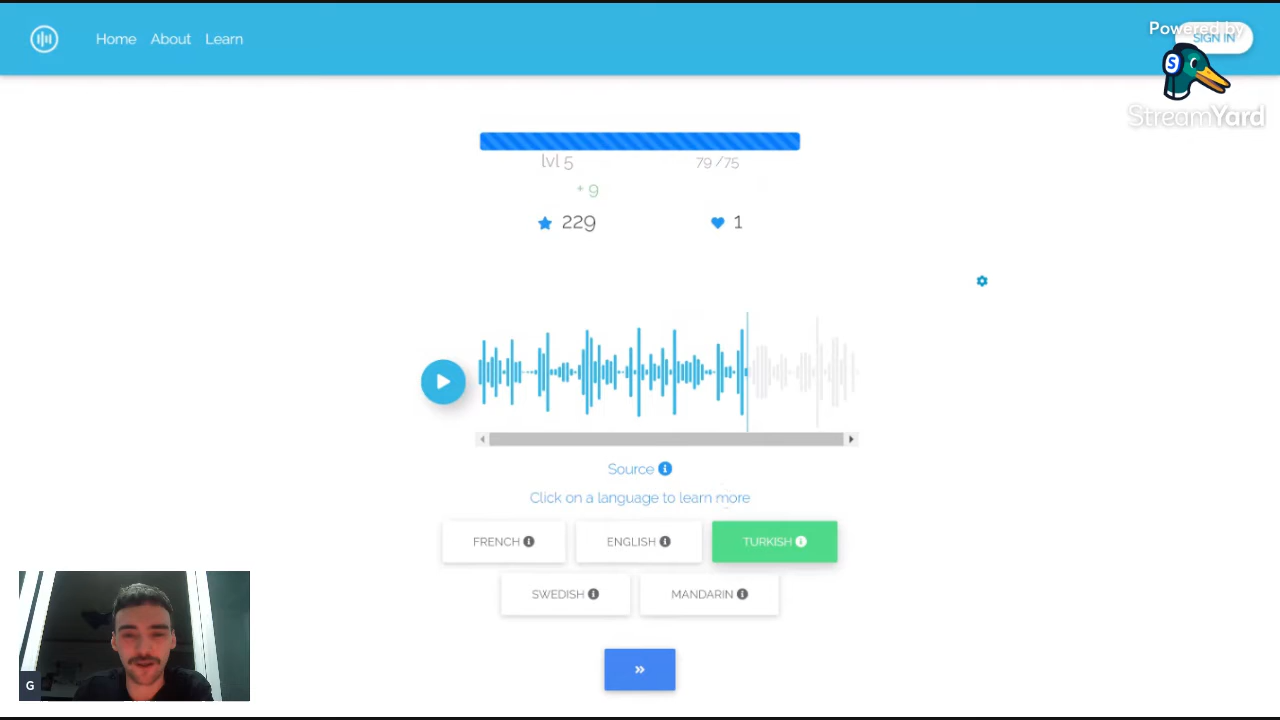 Home About Learn
Powered by
SIGN IN
S
StreamYard
lvl 5 79 /75
+ 9
229 1
Source
Click on a language to learn more
FRENCH ENGLISH TURKISH
SWEDISH MANDARIN
G